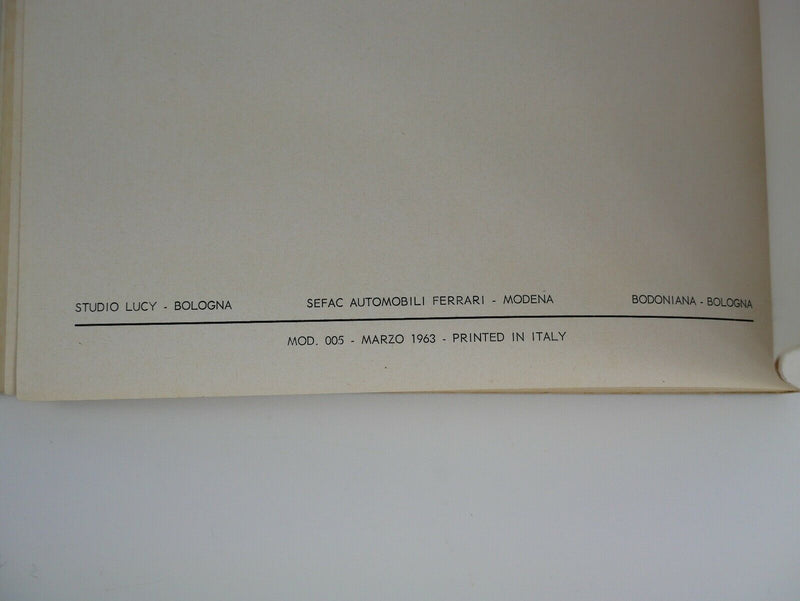 STUDIO LUCY - BOLOGNA SEFAC AUTOMOBILI FERRARI - MODENA BODONIANA - BOLOGNA
MOD. 005 - MARZO 1963 - PRINTED IN ITALY